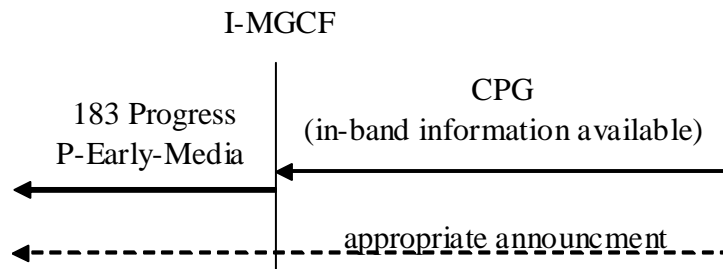 I-MGCF
183 Progress
P-Early-Media
CPG
(in-band information available)
appropriate announcment